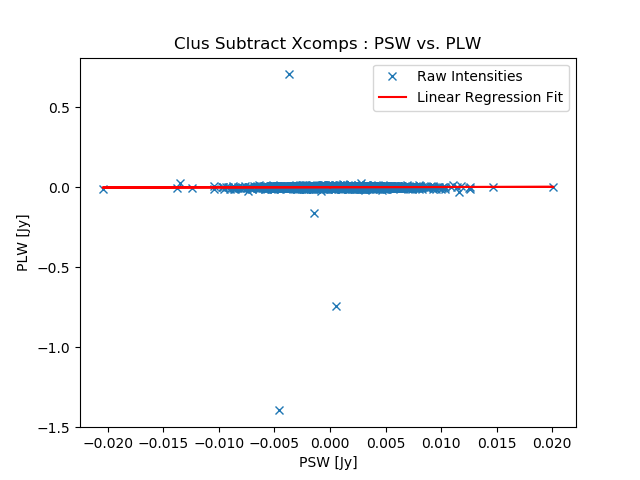 Clus Subtract Xcomps : PSW vs. PLW
Raw Intensities
Linear Regression Fit
0.5
0.0
−0.5
−1.0
−1.5
PLW [Jy]
−0.020 −0.015 −0.010 −0.005 0.000 0.005 0.010 0.015 0.020
PSW [Jy]